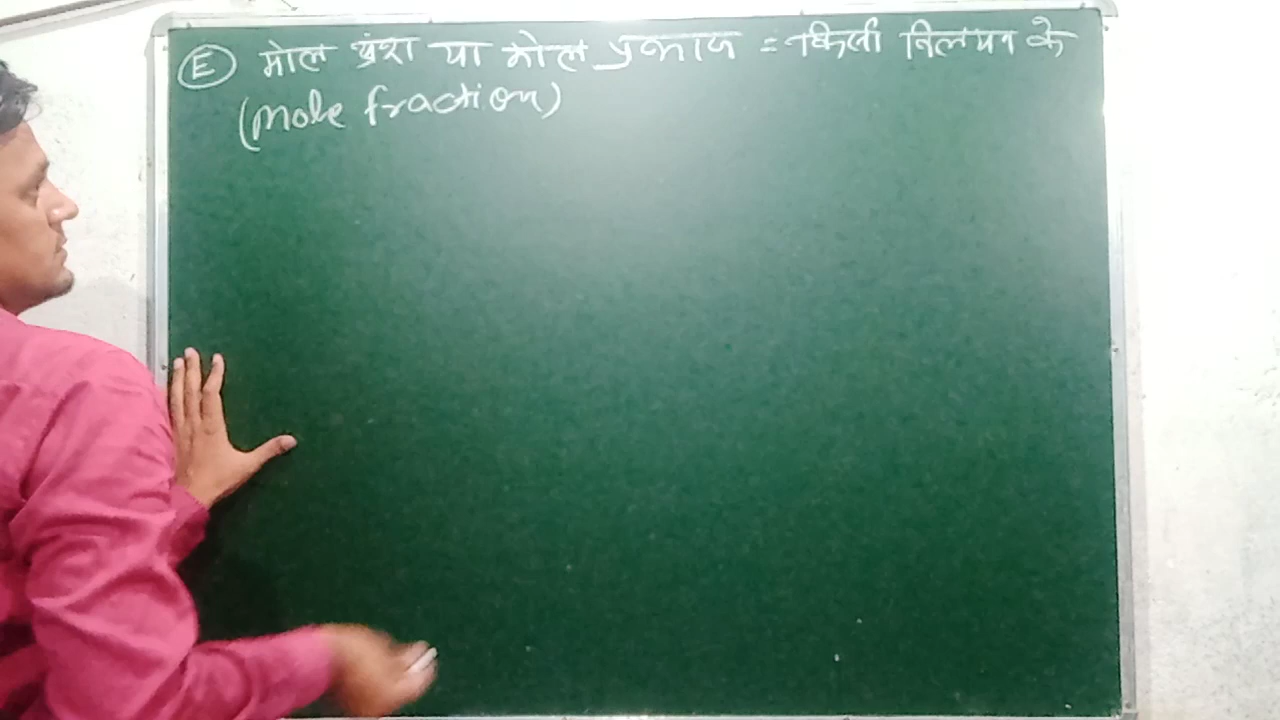 (E) मोल अंश या मोल प्रभाज = किसी विलयन के
(mole fraction)